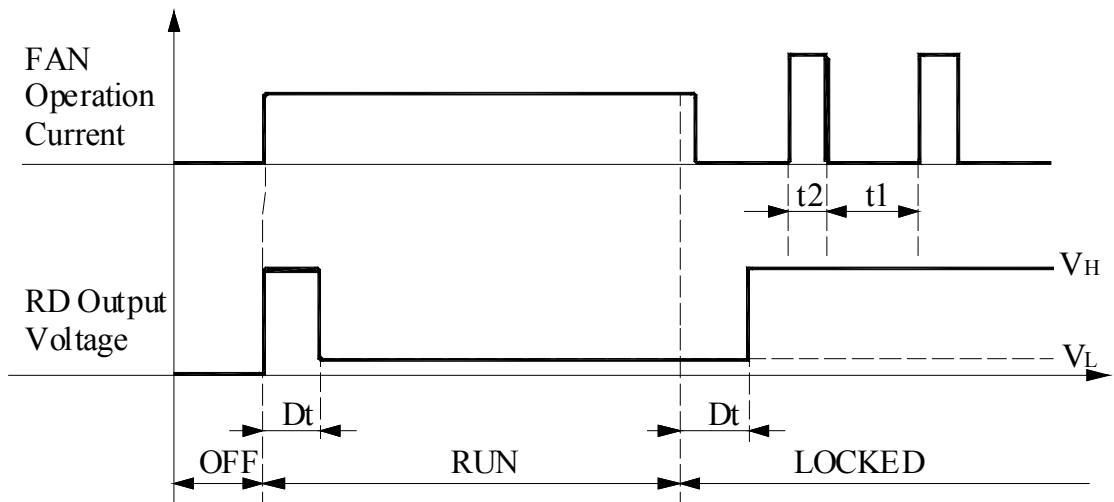 FAN
Operation
Current
t2
t1
VH
RD Output
Voltage
VL
Dt
Dt
OFF
RUN
LOCKED